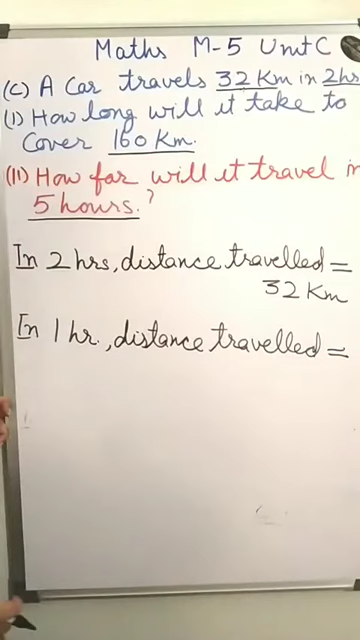 Maths M-5 Unit C
(C) A Car travels 32 Km in 2 hrs
(I) How long will it take to
Cover 160 Km.
(II) How far will it travel in
5 hours.?
In 2 hrs, distance travelled =
32 Km
In 1 hr., distance travelled =